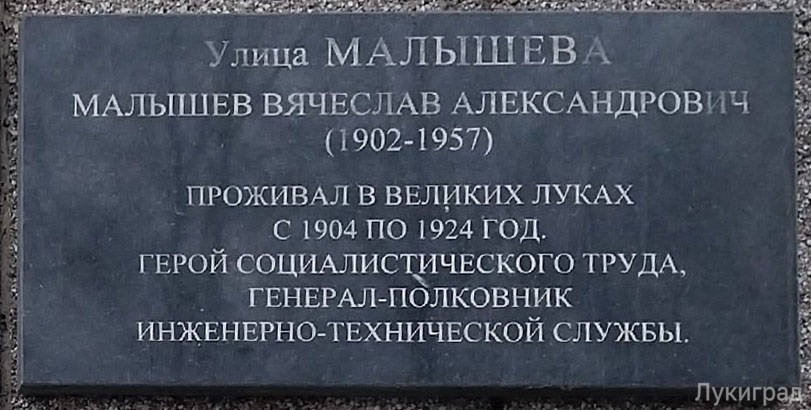 Улица МАЛЫШЕВА
МАЛЫШЕВ ВЯЧЕСЛАВ АЛЕКСАНДРОВИЧ
(1902-1957)
ПРОЖИВАЛ В ВЕЛИКИХ ЛУКАХ
С 1904 ПО 1924 ГОД.
ГЕРОЙ СОЦИАЛИСТИЧЕСКОГО ТРУДА,
ГЕНЕРАЛ-ПОЛКОВНИК
ИНЖЕНЕРНО-ТЕХНИЧЕСКОЙ СЛУЖБЫ.
Лукиград